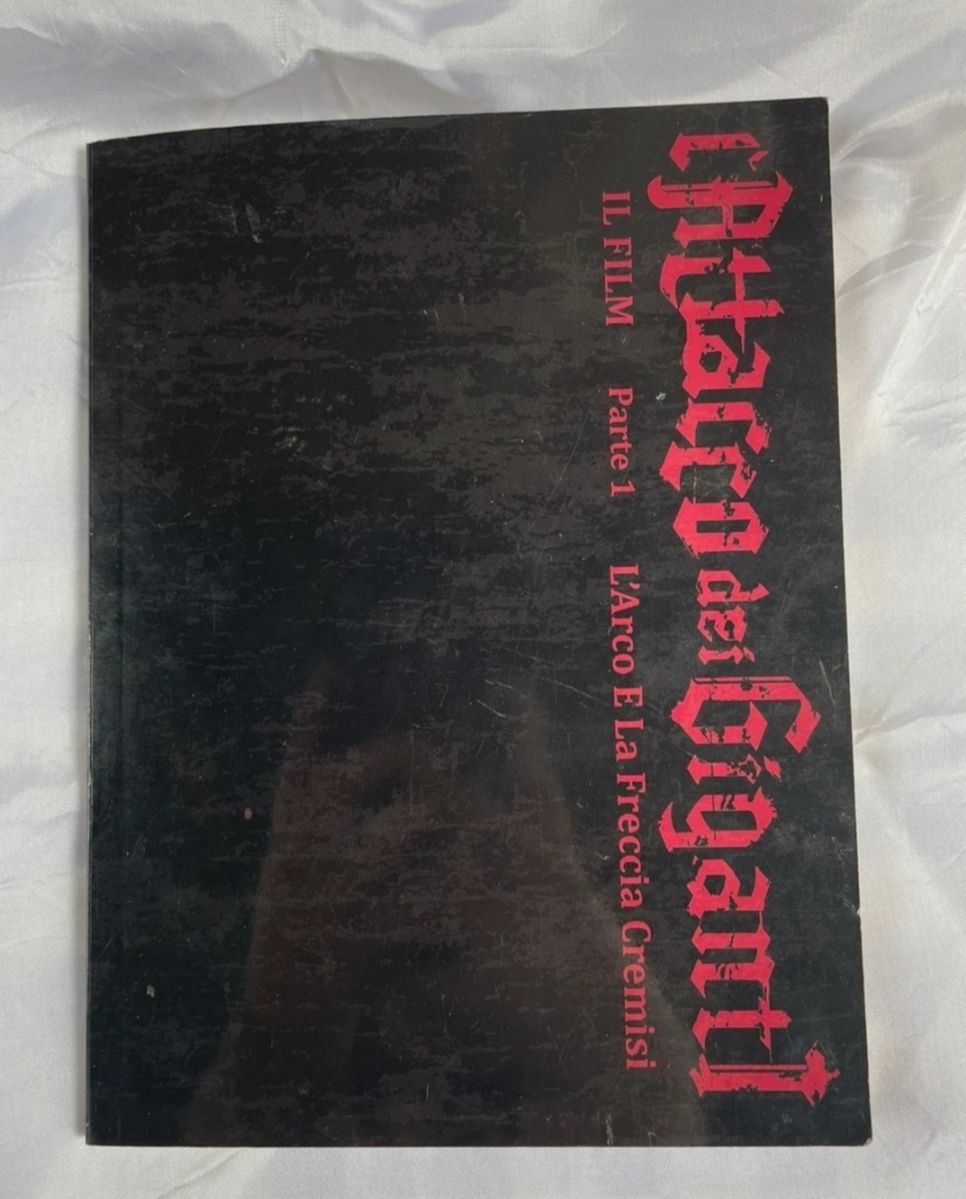 L'Attacco dei Giganti
IL FILM Parte 1 L'Arco E La Freccia Cremisi